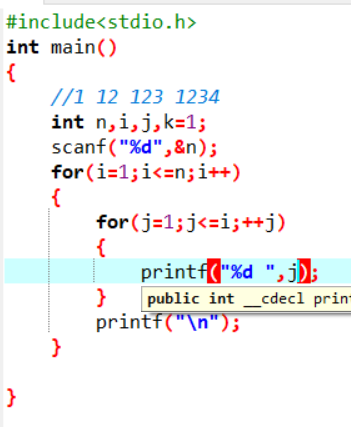 #include<stdio.h>
int main()
{
    //1 12 123 1234
    int n,i,j,k=1;
    scanf("%d",&n);
    for(i=1;i<=n;i++)
    {
        for(j=1;j<=i;++j)
        {
            printf("%d ",j);
        }
public int __cdecl print
        printf("\n");
    }
}